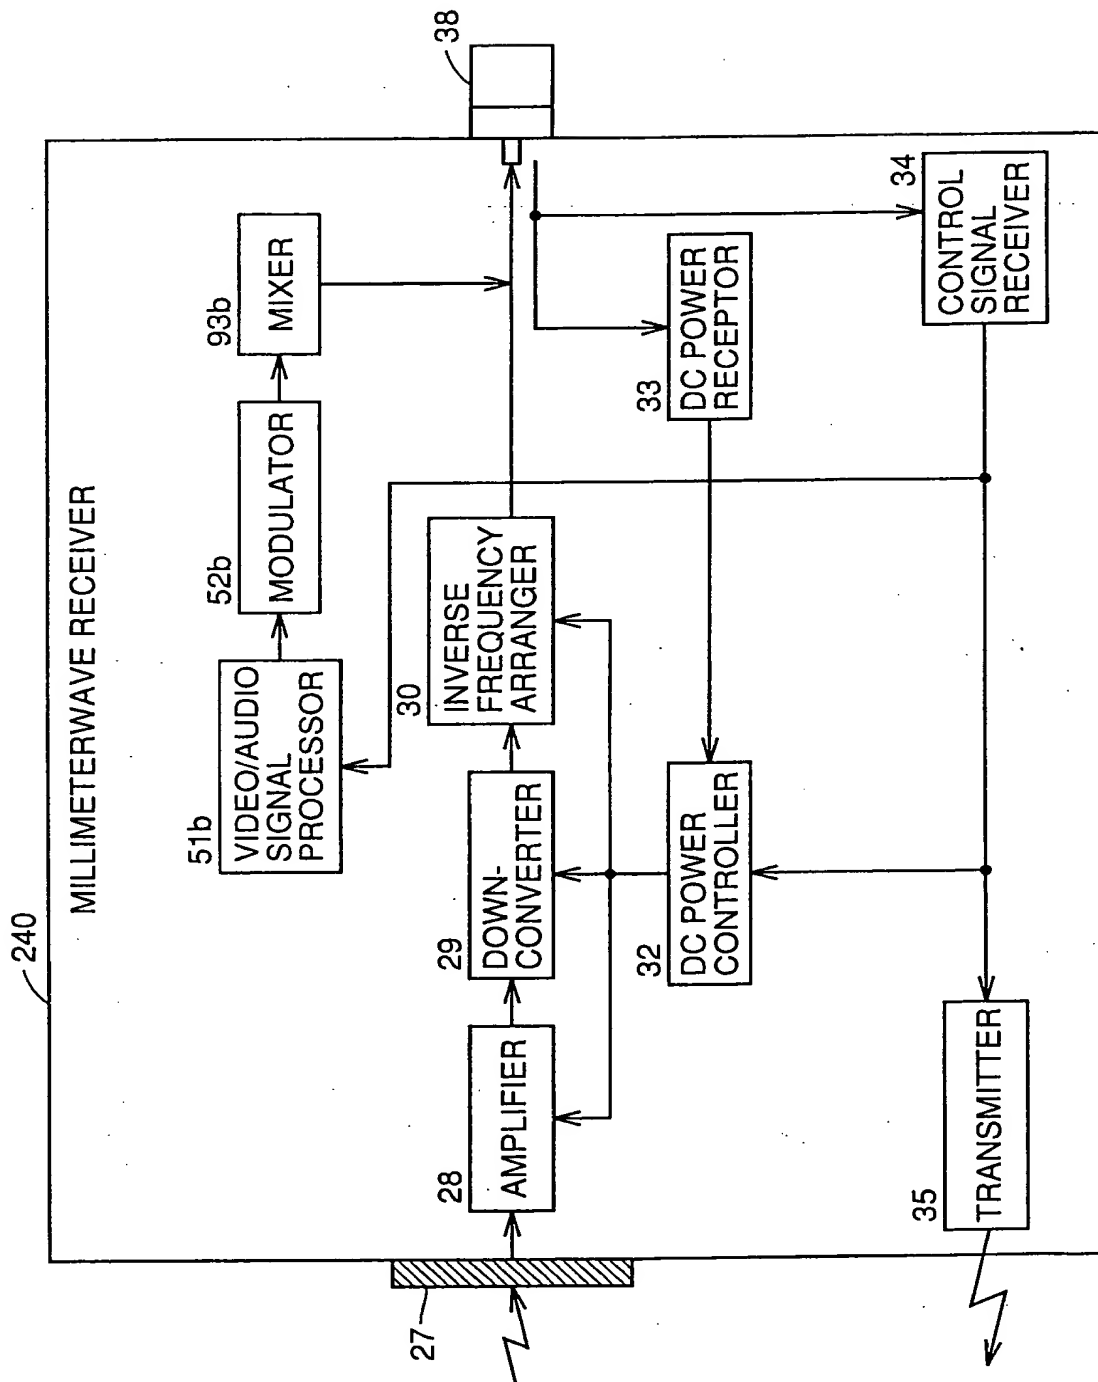 240
MILLIMETERWAVE RECEIVER
51b
VIDEO/AUDIO
SIGNAL
PROCESSOR
52b
MODULATOR
93b
MIXER
27
28
AMPLIFIER
29
DOWN-
CONVERTER
30
INVERSE
FREQUENCY
ARRANGER
38
32
DC POWER
CONTROLLER
33
DC POWER
RECEPTOR
35
TRANSMITTER
34
CONTROL
SIGNAL
RECEIVER